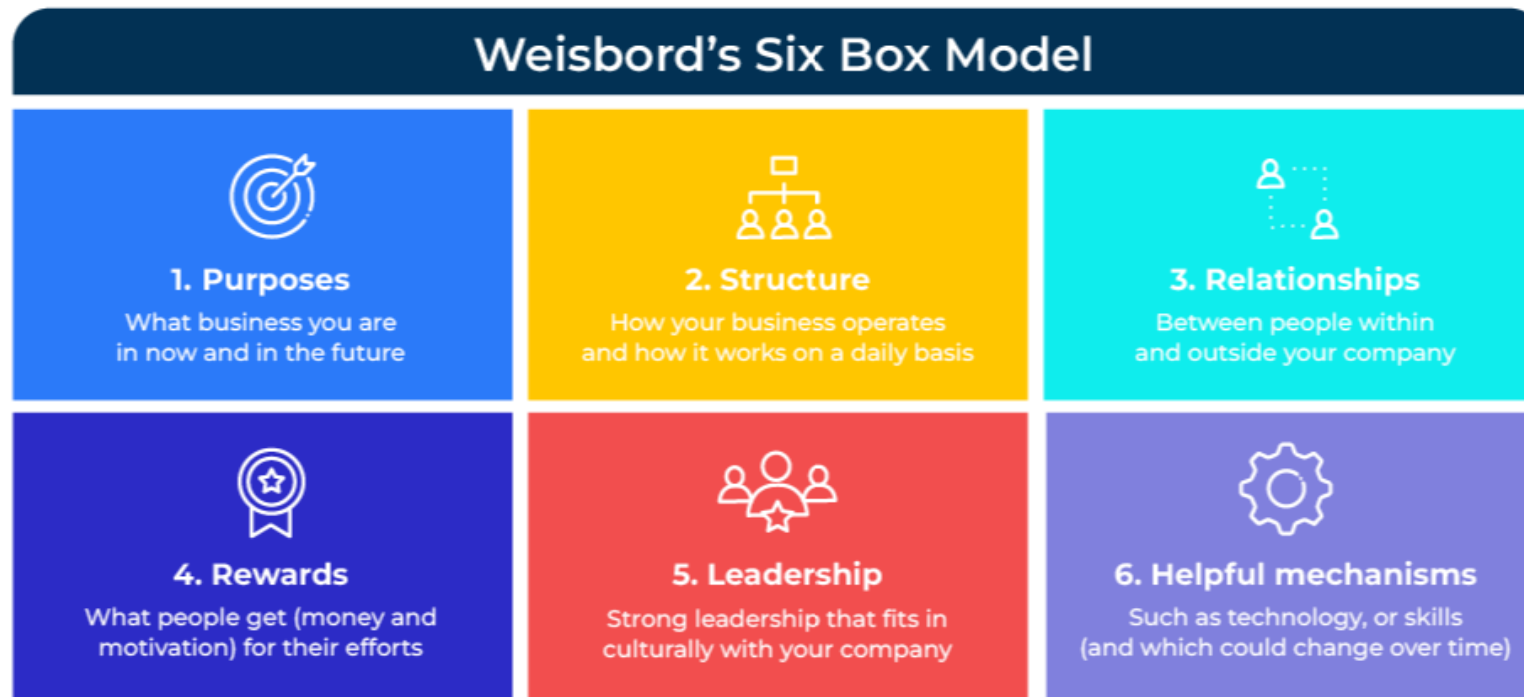 Weisbord's Six Box Model
1. Purposes
What business you are
in now and in the future
2. Structure
How your business operates
and how it works on a daily basis
3. Relationships
Between people within
and outside your company
4. Rewards
What people get (money and
motivation) for their efforts
5. Leadership
Strong leadership that fits in
culturally with your company
6. Helpful mechanisms
Such as technology, or skills
(and which could change over time)